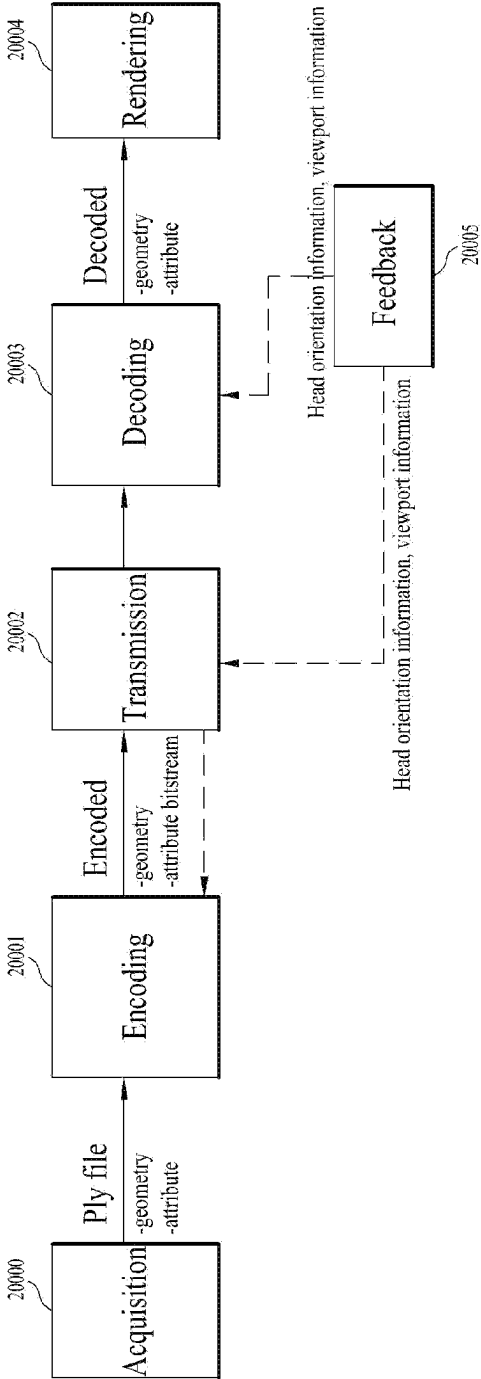 20000
Acquisition
Ply file
-geometry
-attribute
20001
Encoding
Encoded
-geometry
-attribute bitstream
20002
Transmission
20003
Decoding
Decoded
-geometry
-attribute
20004
Rendering
Head orientation information, viewport information
Feedback
20005
Head orientation information, viewport information